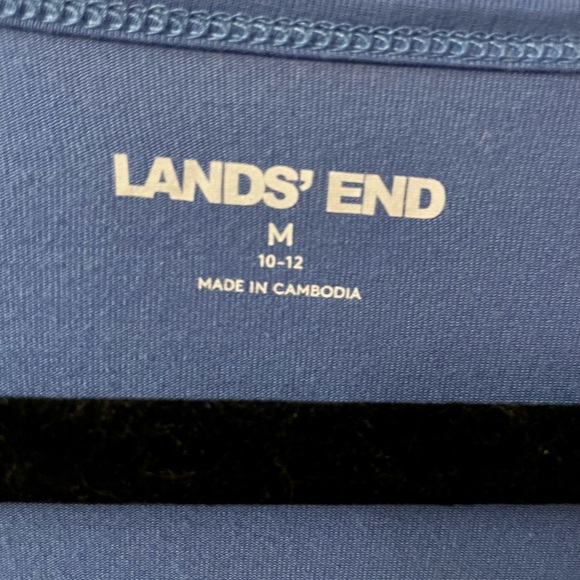 LANDS' END
M
10-12
MADE IN CAMBODIA